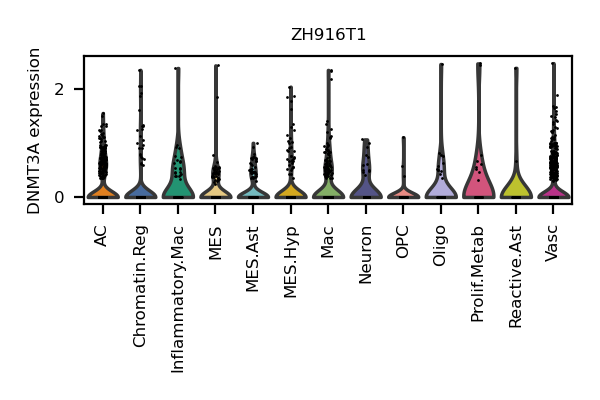 ZH916T1
DNMT3A expression
2
0
AC
Chromatin.Reg
Inflammatory.Mac
MES
MES.Ast
MES.Hyp
Mac
Neuron
OPC
Oligo
Prolif.Metab
Reactive.Ast
Vasc